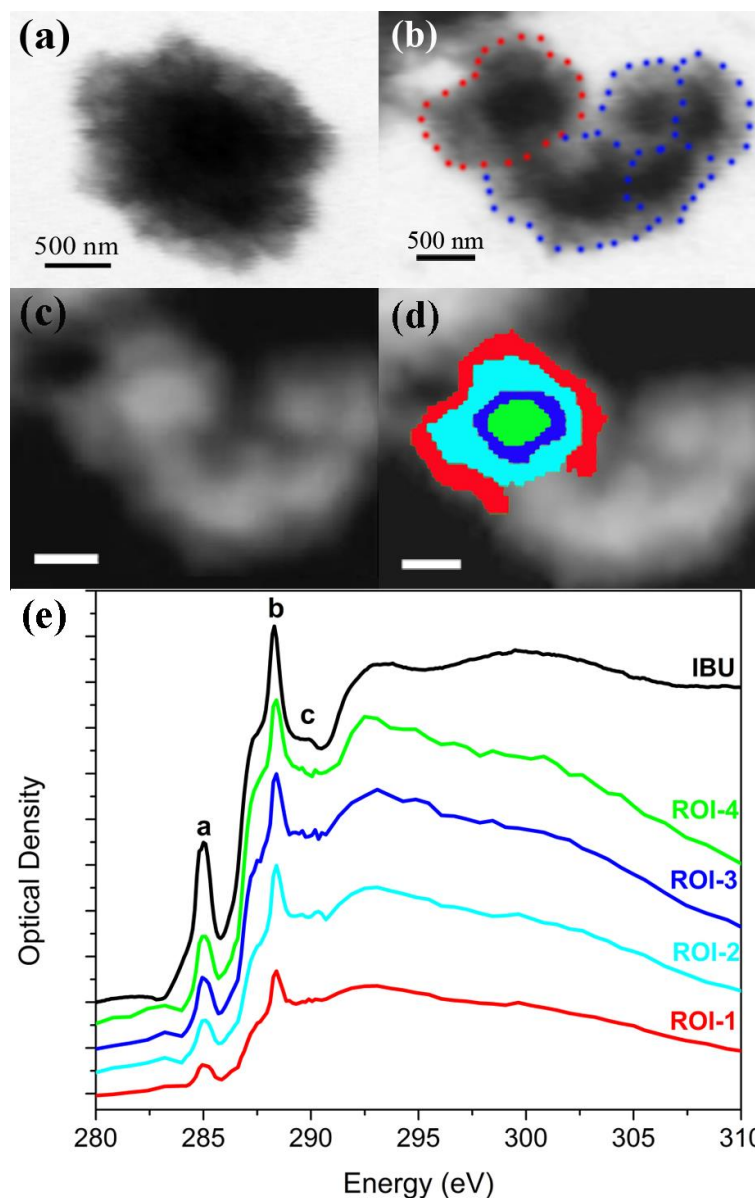 (a)
500 nm
(b)
500 nm
(c)
(d)
(e)
b
c
a
IBU
ROI-4
ROI-3
ROI-2
ROI-1
Optical Density
280 285 290 295 300 305 310
Energy (eV)